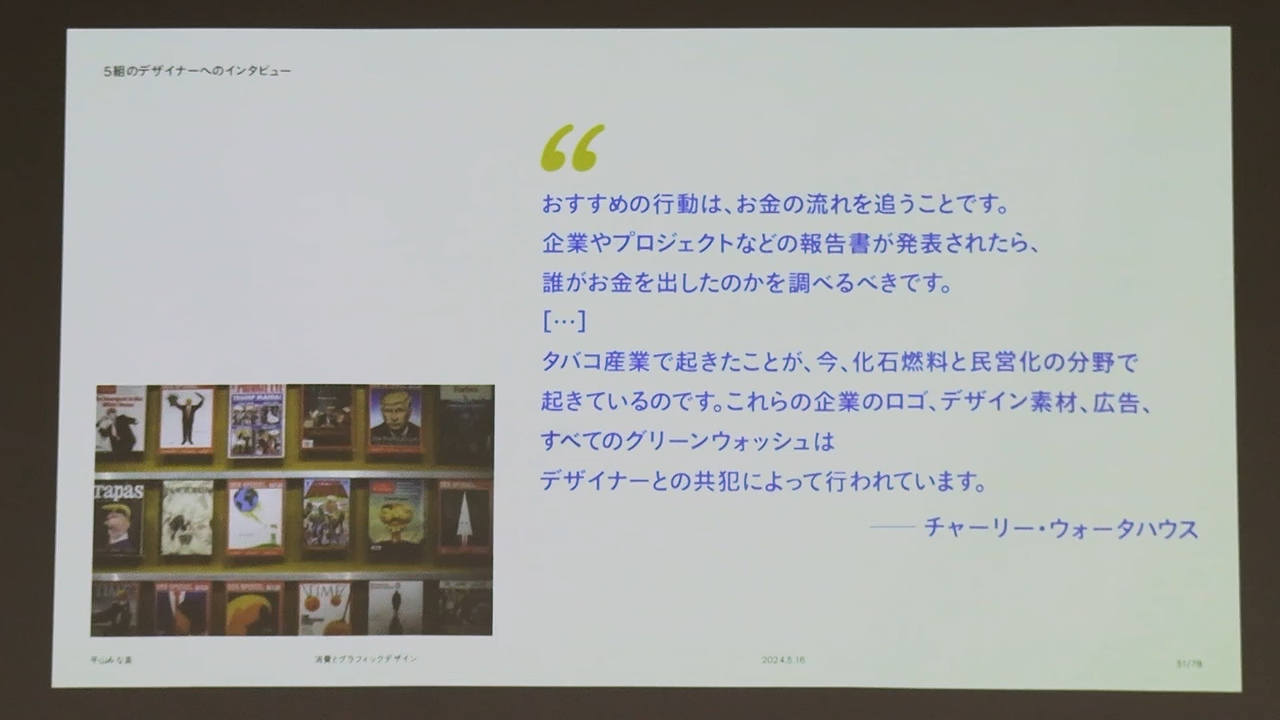 5組のデザイナーへのインタビュー
“
おすすめの行動は、お金の流れを追うことです。
企業やプロジェクトなどの報告書が発表されたら、
誰がお金を出したのかを調べるべきです。
[…]
タバコ産業で起きたことが、今、化石燃料と民営化の分野で
起きているのです。これらの企業のロゴ、デザイン素材、広告、
すべてのグリーンウォッシュは
デザイナーとの共犯によって行われています。
—— チャーリー・ウォータハウス
rapas
TIME
平山みな美
消費とグラフィックデザイン
2024.5.16
51/78